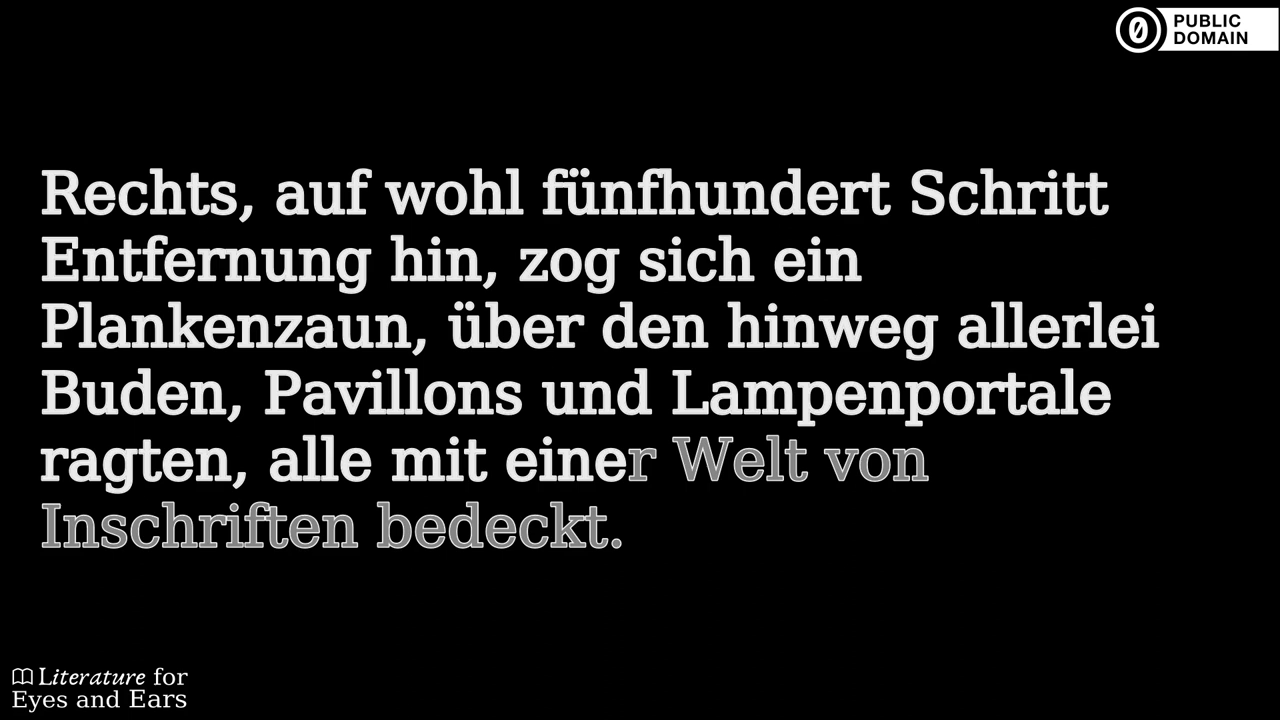 PUBLIC
DOMAIN
Rechts, auf wohl fünfhundert Schritt
Entfernung hin, zog sich ein
Plankenzaun, über den hinweg allerlei
Buden, Pavillons und Lampenportale
ragten, alle mit einer Welt von
Inschriften bedeckt.
Literature for
Eyes and Ears